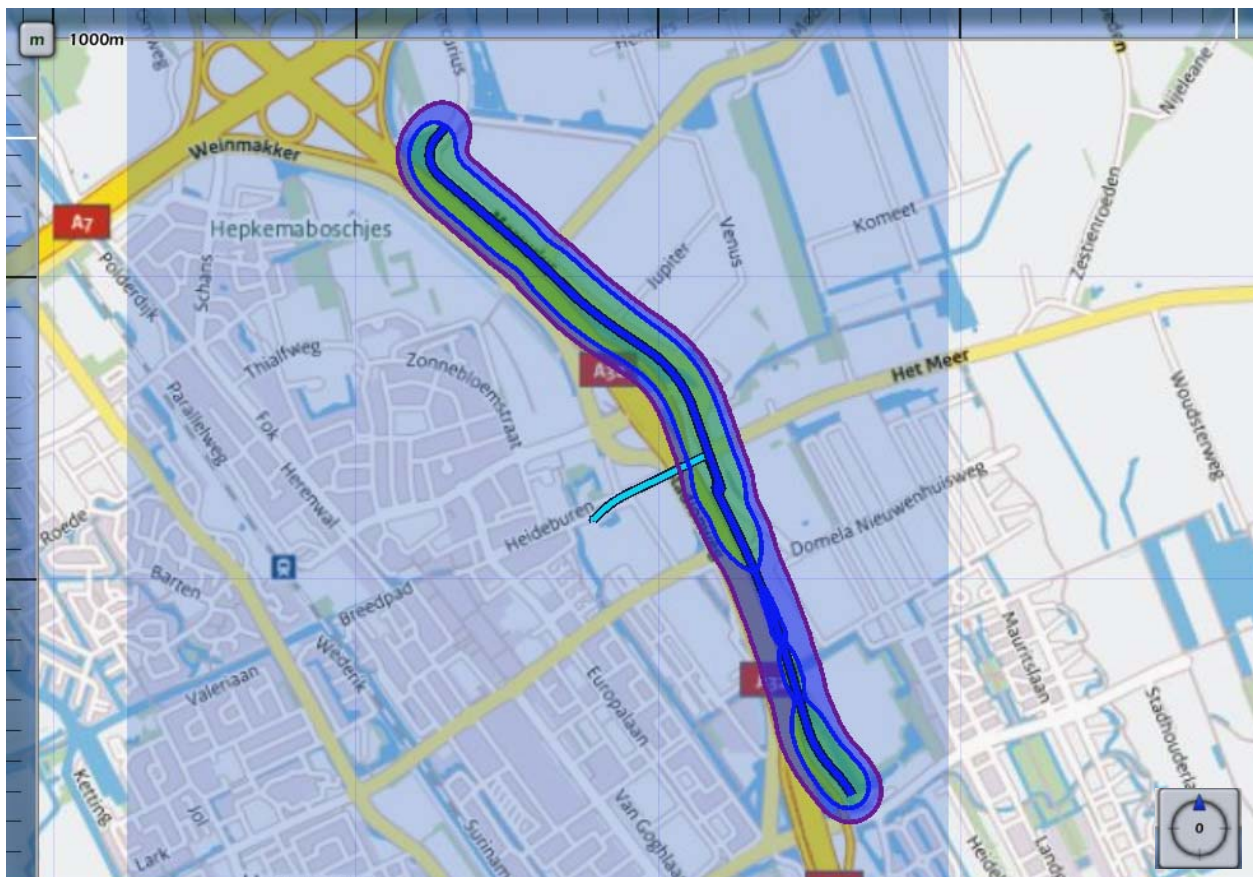 m
1000m
Weinmakker
A7
Hepkemaboschjes
Polderdijk
Schans
Venus
Jupiter
Komeet
Nijeleane
Zestienroeden
Thialfweg
Zonnebloemstraat
Het Meer
Parallelweg
Fok
Herenwal
Woudsterweg
Heideburen
Domela Nieuwenhuisweg
Roede
Barten
Breedpad
Wederik
Valeriaan
Europalaan
Mauritslaan
Ketting
Jol
Lark
Van Goghlaa
Surinam
Stadhouderla
Heide
Lande
0